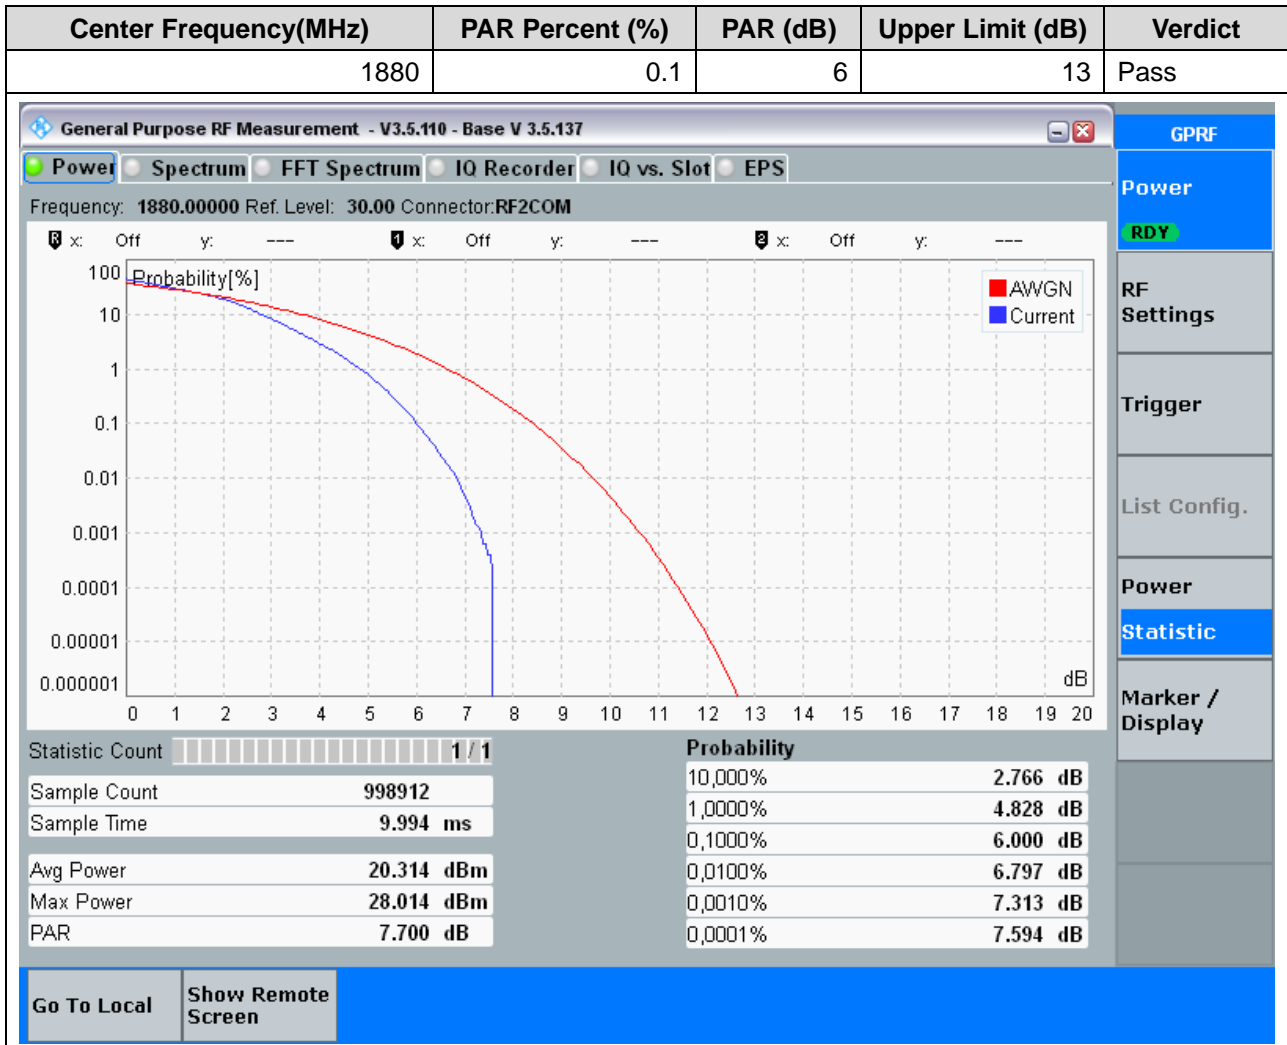 Center Frequency(MHz) PAR Percent (%) PAR (dB) Upper Limit (dB) Verdict
1880 0.1 6 13 Pass
General Purpose RF Measurement - V3.5.110 - Base V 3.5.137
GPRF
Power Spectrum FFT Spectrum IQ Recorder IQ vs. Slot EPS
Frequency: 1880.00000 Ref. Level: 30.00 Connector:RF2COM
R x: Off y: --- 1 x: Off y: --- 2 x: Off y: ---
Probability[%]
AWGN
Current
100
10
1
0.1
0.01
0.001
0.0001
0.00001
0.000001
dB
0 1 2 3 4 5 6 7 8 9 10 11 12 13 14 15 16 17 18 19 20
Statistic Count 1 / 1
Sample Count 998912
Sample Time 9.994 ms
Avg Power 20.314 dBm
Max Power 28.014 dBm
PAR 7.700 dB
Probability
10,000% 2.766 dB
1,0000% 4.828 dB
0,1000% 6.000 dB
0,0100% 6.797 dB
0,0010% 7.313 dB
0,0001% 7.594 dB
Power
RDY
RF
Settings
Trigger
List Config.
Power
Statistic
Marker /
Display
Go To Local
Show Remote
Screen